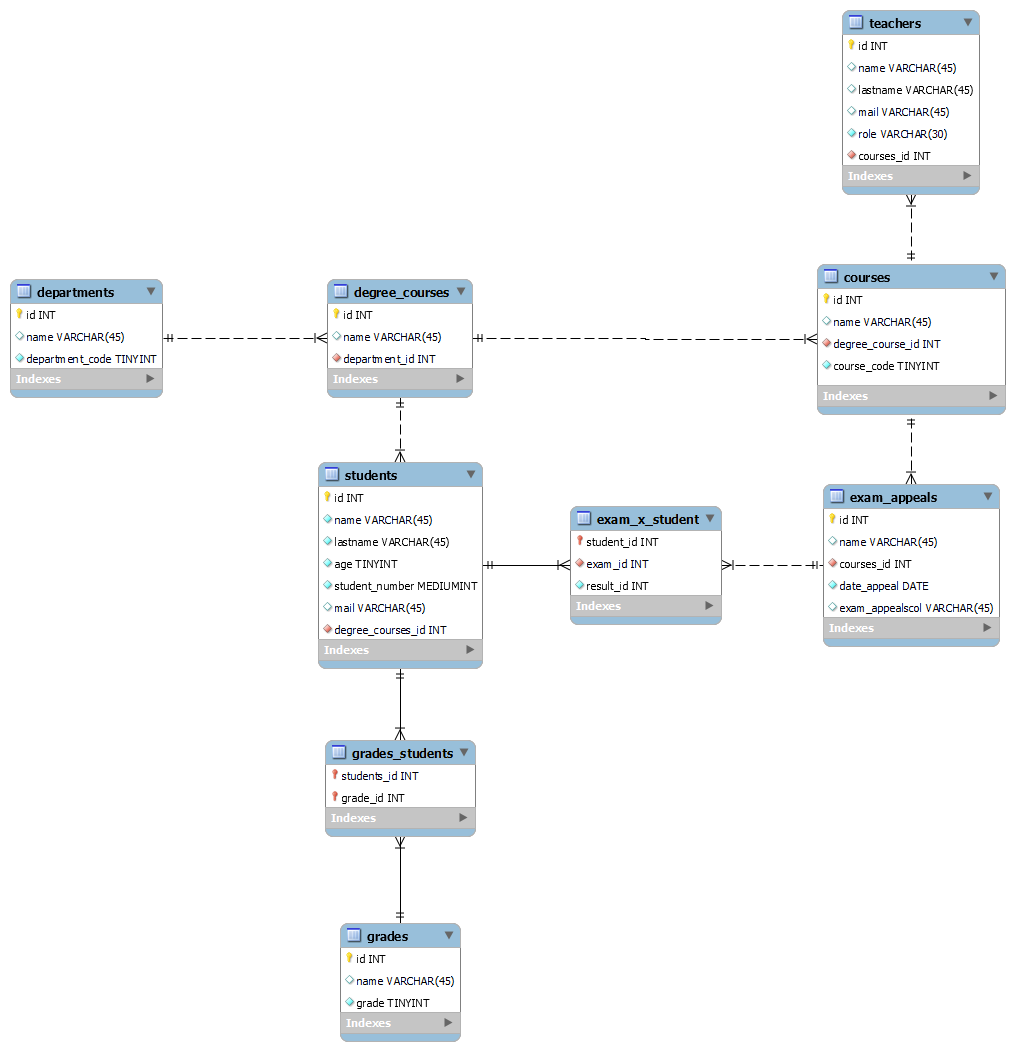 teachers
id INT
name VARCHAR(45)
lastname VARCHAR(45)
mail VARCHAR(45)
role VARCHAR(30)
courses_id INT
Indexes
departments
id INT
name VARCHAR(45)
department_code TINYINT
Indexes
degree_courses
id INT
name VARCHAR(45)
department_id INT
Indexes
courses
id INT
name VARCHAR(45)
degree_course_id INT
course_code TINYINT
Indexes
students
id INT
name VARCHAR(45)
lastname VARCHAR(45)
age TINYINT
student_number MEDIUMINT
mail VARCHAR(45)
degree_courses_id INT
Indexes
exam_x_student
student_id INT
exam_id INT
result_id INT
Indexes
exam_appeals
id INT
name VARCHAR(45)
courses_id INT
date_appeal DATE
exam_appealscol VARCHAR(45)
Indexes
grades_students
students_id INT
grade_id INT
Indexes
grades
id INT
name VARCHAR(45)
grade TINYINT
Indexes